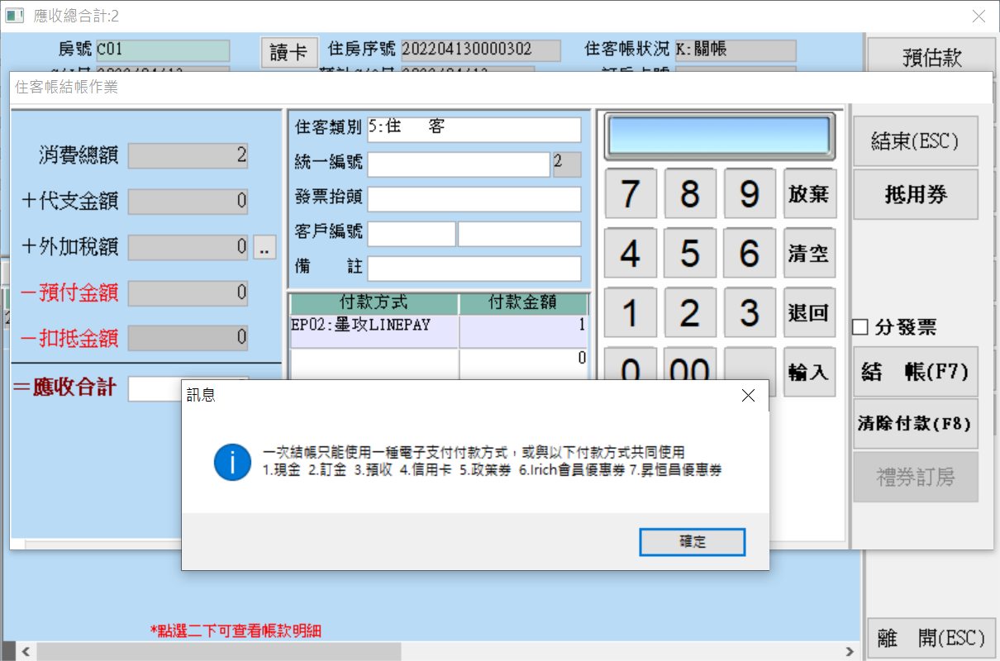 應收總合計:2
房號 C01 讀卡 住房序號 202204130000302 住客帳狀況 K:關帳 預估款
住客帳結帳作業
消費總額 2
＋代支金額 0
＋外加稅額 0 ..
－預付金額 0
－扣抵金額 0
＝應收合計
住客類別 5:住 客
統一編號 2
發票抬頭
客戶編號
備 註
付款方式 付款金額
EP02:墨攻LINEPAY 1
0
7 8 9 放棄
4 5 6 清空
1 2 3 退回
0 00 輸入
結束(ESC)
抵用券
分發票
結 帳(F7)
清除付款(F8)
禮券訂房
訊息
一次結帳只能使用一種電子支付付款方式，或與以下付款方式共同使用
1.現金 2.訂金 3.預收 4.信用卡 5.政策券 6.Irich會員優惠券 7.昇恒昌優惠券
確定
*點選二下可查看帳款明細
離 開(ESC)